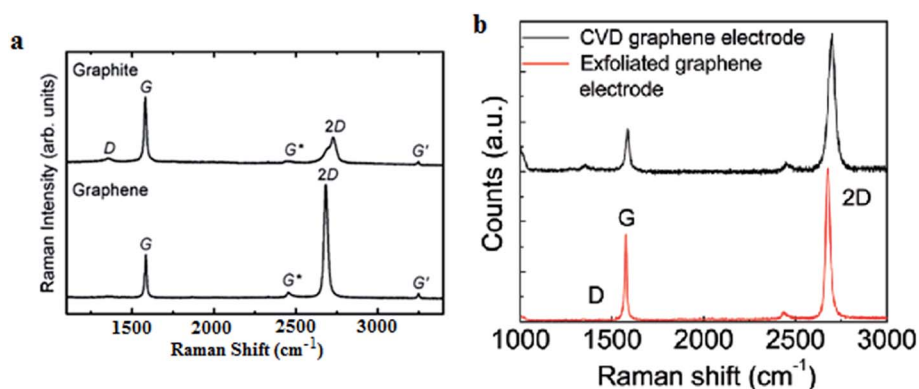 a
Raman Intensity (arb. units)
Graphite
G
D
G*
2D
G'
Graphene
G
G*
2D
G'
1500 2000 2500 3000
Raman Shift (cm⁻¹)
b
Counts (a.u.)
CVD graphene electrode
Exfoliated graphene
electrode
D
G
2D
1000 1500 2000 2500 3000
Raman shift (cm⁻¹)